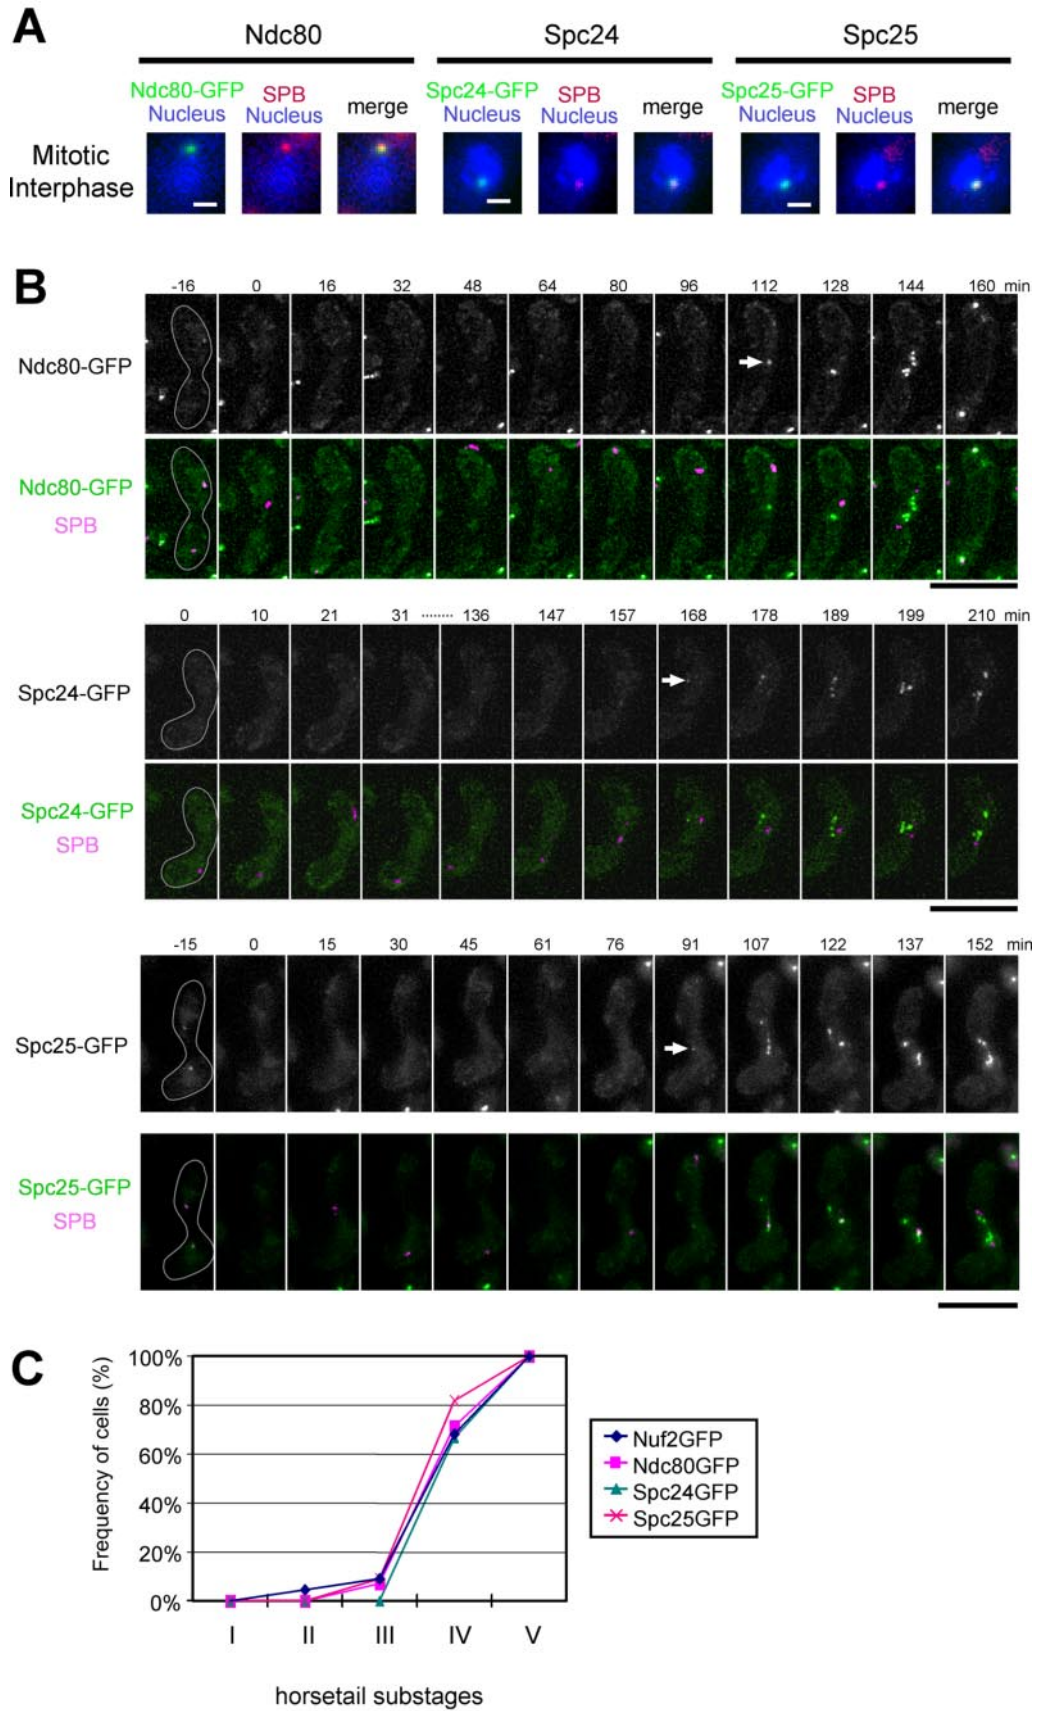 A
Ndc80 Spc24 Spc25
Ndc80-GFP SPB merge Spc24-GFP SPB merge Spc25-GFP SPB merge
Nucleus Nucleus Nucleus Nucleus Nucleus Nucleus
Mitotic
Interphase
B
-16 0 16 32 48 64 80 96 112 128 144 160 min
Ndc80-GFP
Ndc80-GFP
SPB
0 10 21 31 ........ 136 147 157 168 178 189 199 210 min
Spc24-GFP
Spc24-GFP
SPB
-15 0 15 30 45 61 76 91 107 122 137 152 min
Spc25-GFP
Spc25-GFP
SPB
C
Frequency of cells (%)
100%
80%
60%
40%
20%
0%
I II III IV V
horsetail substages
Nuf2GFP
Ndc80GFP
Spc24GFP
Spc25GFP